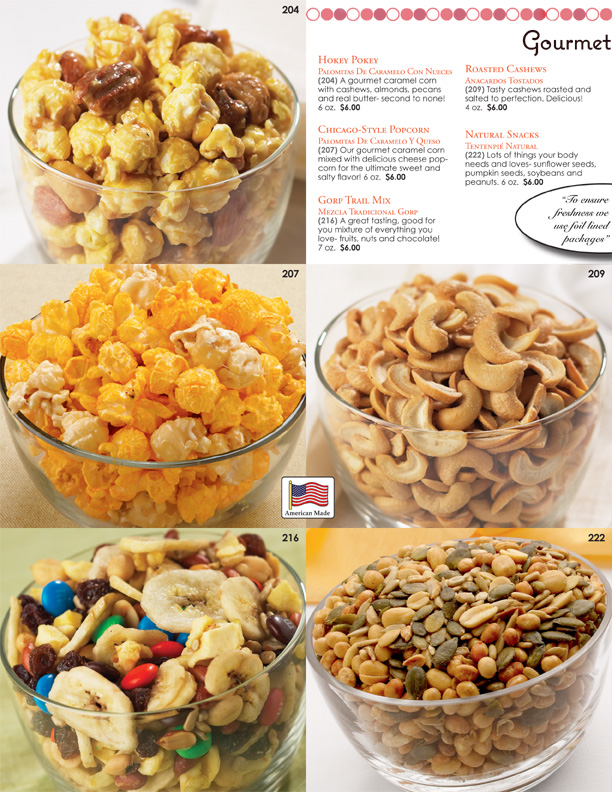 204
Gourmet
Hokey Pokey
Palomitas De Caramelo Con Nueces
(204) A gourmet caramel corn
with cashews, almonds, pecans
and real butter- second to none!
6 oz. $6.00
Chicago-Style Popcorn
Palomitas De Caramelo Y Queso
(207) Our gourmet caramel corn
mixed with delicious cheese pop-
corn for the ultimate sweet and
salty flavor! 6 oz. $6.00
Gorp Trail Mix
Mezcla Tradicional Gorp
(216) A great tasting, good for
you mixture of everything you
love- fruits, nuts and chocolate!
7 oz. $6.00
Roasted Cashews
Anacardos Tostados
(209) Tasty cashews roasted and
salted to perfection. Delicious!
4 oz. $6.00
Natural Snacks
Tentenpié Natural
(222) Lots of things your body
needs and loves- sunflower seeds,
pumpkin seeds, soybeans and
peanuts. 6 oz. $6.00
"To ensure
freshness we
use foil lined
packages"
207
209
American Made
216
222